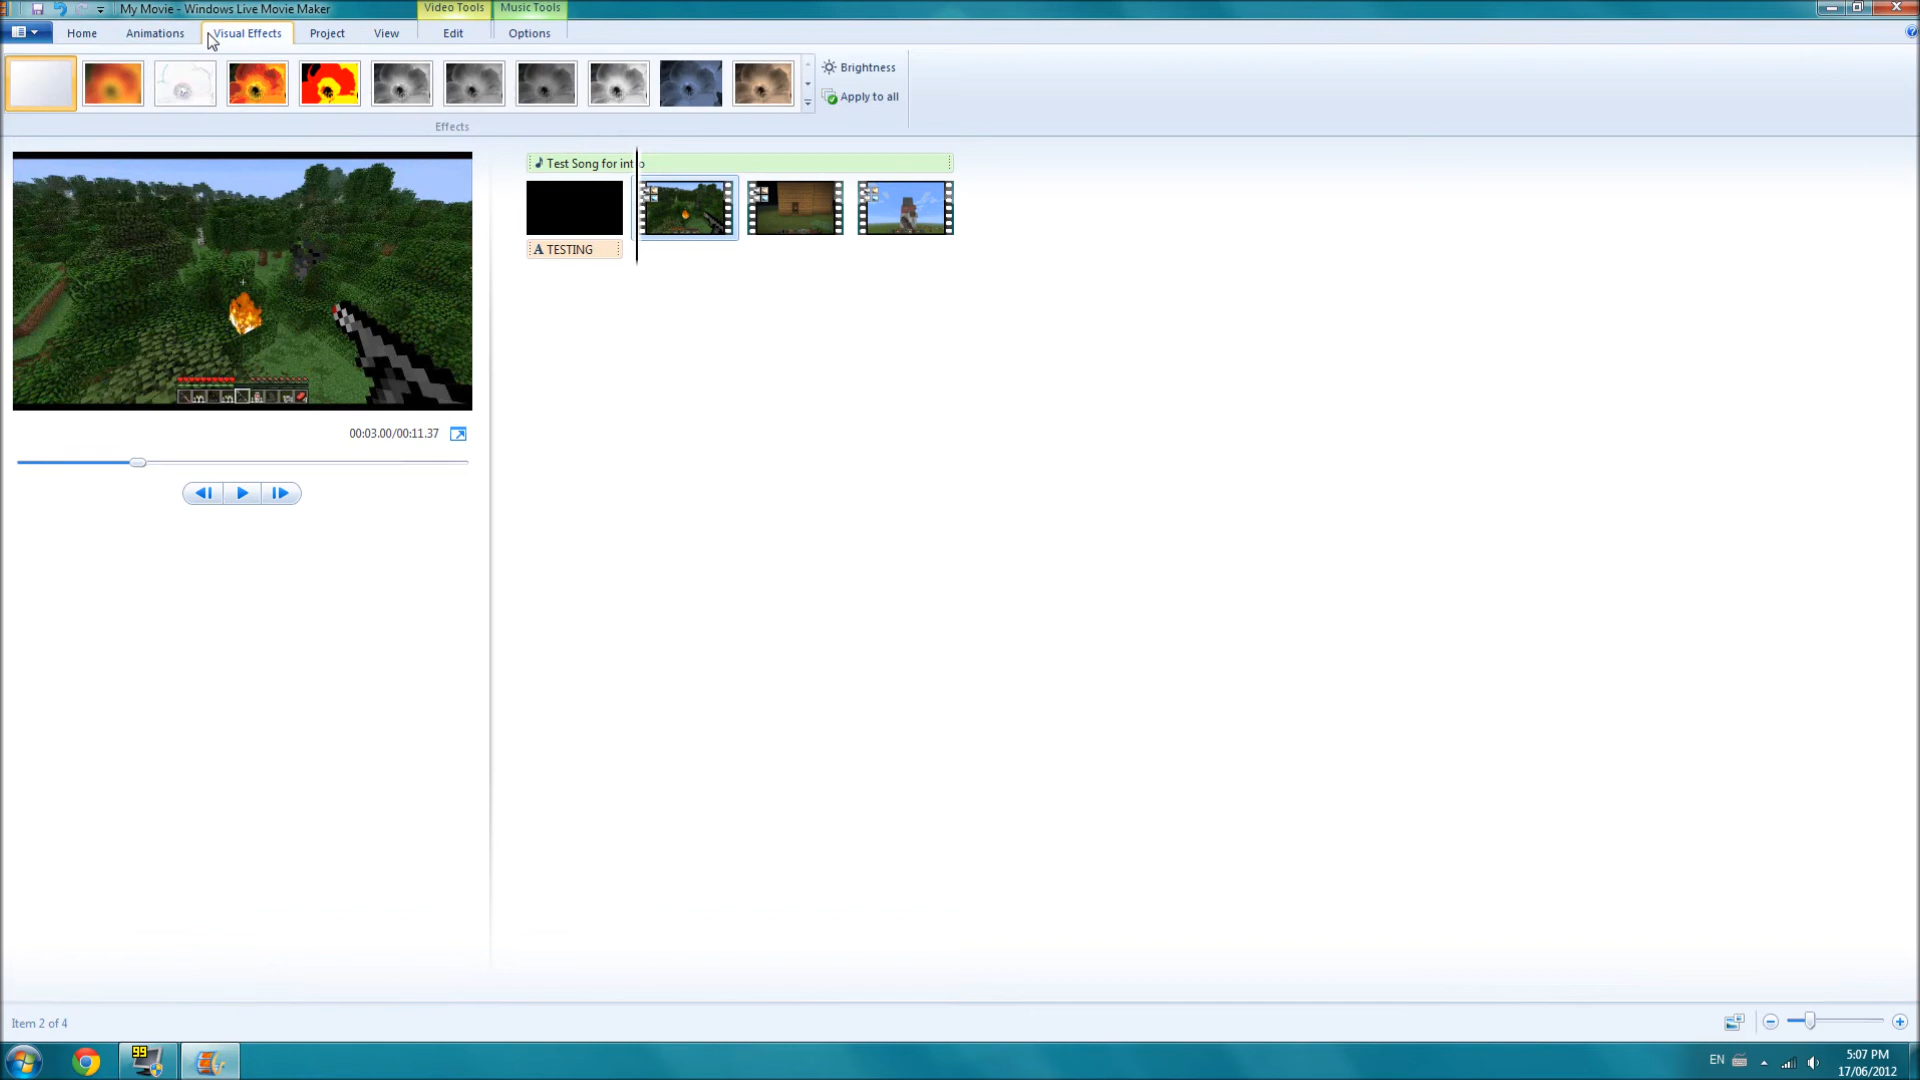 My Movie - Windows Live Movie Maker
Video Tools
Music Tools
Home
Animations
Visual Effects
Project
View
Edit
Options
Brightness
Apply to all
Effects
Test Song for intro
A TESTING
00:03.00/00:11.37
Item 2 of 4
99
EN
5:07 PM
17/06/2012